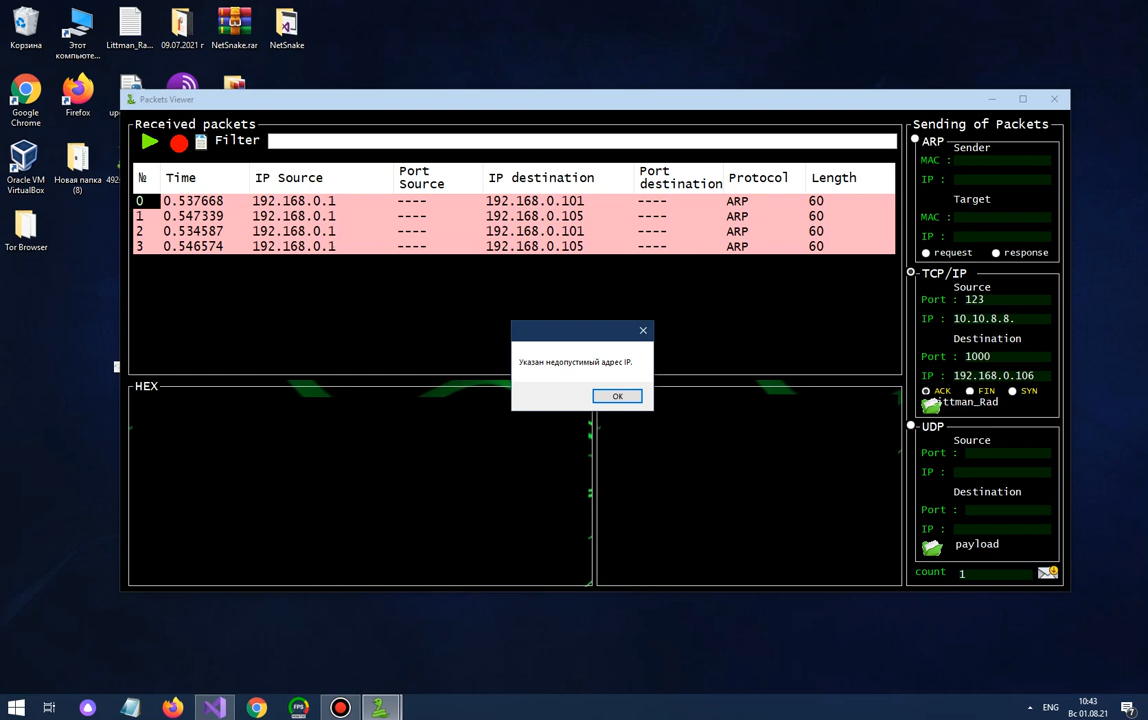 Корзина
Этот
компьюте...
Littman_Ra...
09.07.2021 г
NetSnake.rar
NetSnake
Google
Chrome
Firefox
Oracle VM
VirtualBox
Новая папка
(8)
Tor Browser
Packets Viewer
Received packets
Filter
№ Time IP Source Port Source IP destination Port destination Protocol Length
0 0.537668 192.168.0.1 ---- 192.168.0.101 ---- ARP 60
1 0.547339 192.168.0.1 ---- 192.168.0.105 ---- ARP 60
2 0.534587 192.168.0.1 ---- 192.168.0.101 ---- ARP 60
3 0.546574 192.168.0.1 ---- 192.168.0.105 ---- ARP 60
Указан недопустимый адрес IP.
OK
HEX
Sending of Packets
ARP
Sender
MAC :
IP :
Target
MAC :
IP :
request response
TCP/IP
Source
Port : 123
IP : 10.10.8.8.
Destination
Port : 1000
IP : 192.168.0.106
ACK FIN SYN
ittman_Rad
UDP
Source
Port :
IP :
Destination
Port :
IP :
payload
count 1
FPS
ENG
10:43
Вс 01.08.21
7